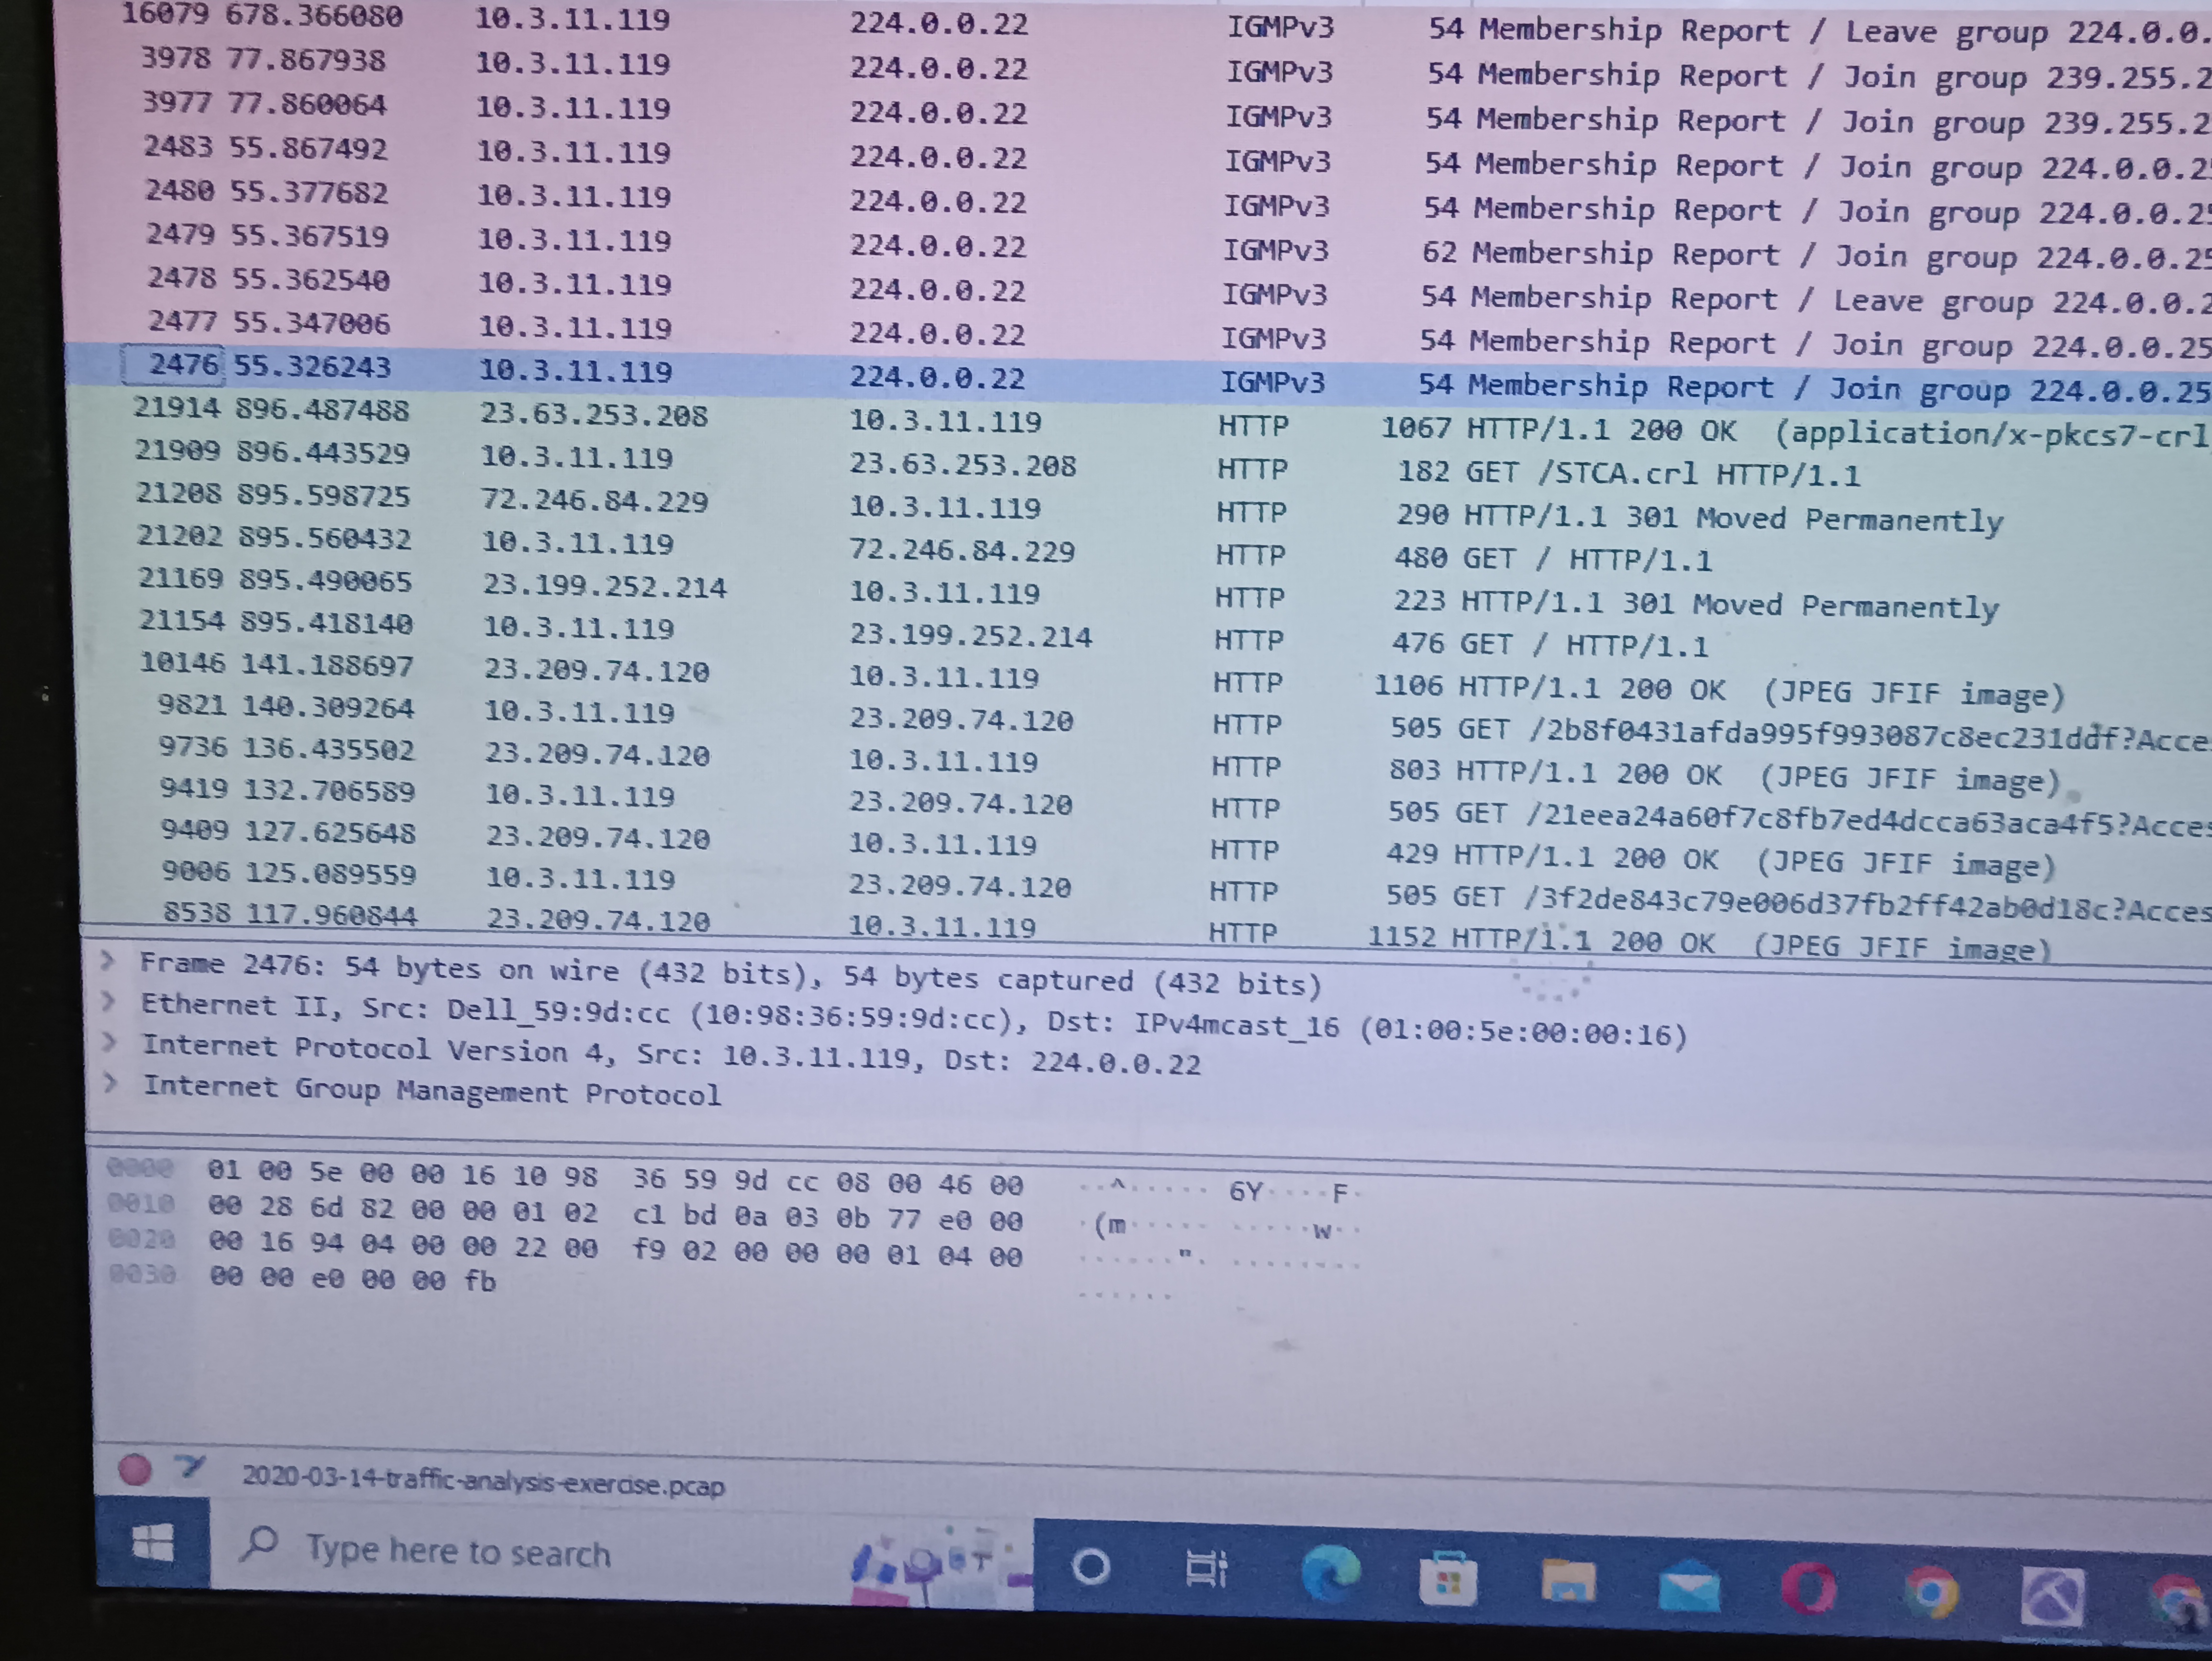 16079 678.366080 10.3.11.119 224.0.0.22 IGMPv3 54 Membership Report / Leave group 224.0.0.
3978 77.867938 10.3.11.119 224.0.0.22 IGMPv3 54 Membership Report / Join group 239.255.2
3977 77.860064 10.3.11.119 224.0.0.22 IGMPv3 54 Membership Report / Join group 239.255.2
2483 55.867492 10.3.11.119 224.0.0.22 IGMPv3 54 Membership Report / Join group 224.0.0.2
2480 55.377682 10.3.11.119 224.0.0.22 IGMPv3 54 Membership Report / Join group 224.0.0.25
2479 55.367519 10.3.11.119 224.0.0.22 IGMPv3 62 Membership Report / Join group 224.0.0.25
2478 55.362540 10.3.11.119 224.0.0.22 IGMPv3 54 Membership Report / Leave group 224.0.0.2
2477 55.347006 10.3.11.119 224.0.0.22 IGMPv3 54 Membership Report / Join group 224.0.0.25
2476 55.326243 10.3.11.119 224.0.0.22 IGMPv3 54 Membership Report / Join group 224.0.0.25
21914 896.487488 23.63.253.208 10.3.11.119 HTTP 1067 HTTP/1.1 200 OK (application/x-pkcs7-crl
21909 896.443529 10.3.11.119 23.63.253.208 HTTP 182 GET /STCA.crl HTTP/1.1
21208 895.598725 72.246.84.229 10.3.11.119 HTTP 290 HTTP/1.1 301 Moved Permanently
21202 895.560432 10.3.11.119 72.246.84.229 HTTP 480 GET / HTTP/1.1
21169 895.490065 23.199.252.214 10.3.11.119 HTTP 223 HTTP/1.1 301 Moved Permanently
21154 895.418140 10.3.11.119 23.199.252.214 HTTP 476 GET / HTTP/1.1
10146 141.188697 23.209.74.120 10.3.11.119 HTTP 1106 HTTP/1.1 200 OK (JPEG JFIF image)
9821 140.309264 10.3.11.119 23.209.74.120 HTTP 505 GET /2b8f0431afda995f993087c8ec231ddf?Acce
9736 136.435502 23.209.74.120 10.3.11.119 HTTP 803 HTTP/1.1 200 OK (JPEG JFIF image)
9419 132.706589 10.3.11.119 23.209.74.120 HTTP 505 GET /21eea24a60f7c8fb7ed4dcca63aca4f5?Acces
9409 127.625648 23.209.74.120 10.3.11.119 HTTP 429 HTTP/1.1 200 OK (JPEG JFIF image)
9006 125.089559 10.3.11.119 23.209.74.120 HTTP 505 GET /3f2de843c79e006d37fb2ff42ab0d18c?Acces
8538 117.960844 23.209.74.120 10.3.11.119 HTTP 1152 HTTP/1.1 200 OK (JPEG JFIF image)
Frame 2476: 54 bytes on wire (432 bits), 54 bytes captured (432 bits)
Ethernet II, Src: Dell_59:9d:cc (10:98:36:59:9d:cc), Dst: IPv4mcast_16 (01:00:5e:00:00:16)
Internet Protocol Version 4, Src: 10.3.11.119, Dst: 224.0.0.22
Internet Group Management Protocol
0000 01 00 5e 00 00 16 10 98 36 59 9d cc 08 00 46 00 ··^····· 6Y····F·
0010 00 28 6d 82 00 00 01 02 c1 bd 0a 03 0b 77 e0 00 ·(m····· ·····w··
0020 00 16 94 04 00 00 22 00 f9 02 00 00 00 01 04 00 ······"· ········
0030 00 00 e0 00 00 fb ······
2020-03-14-traffic-analysis-exercise.pcap
Type here to search